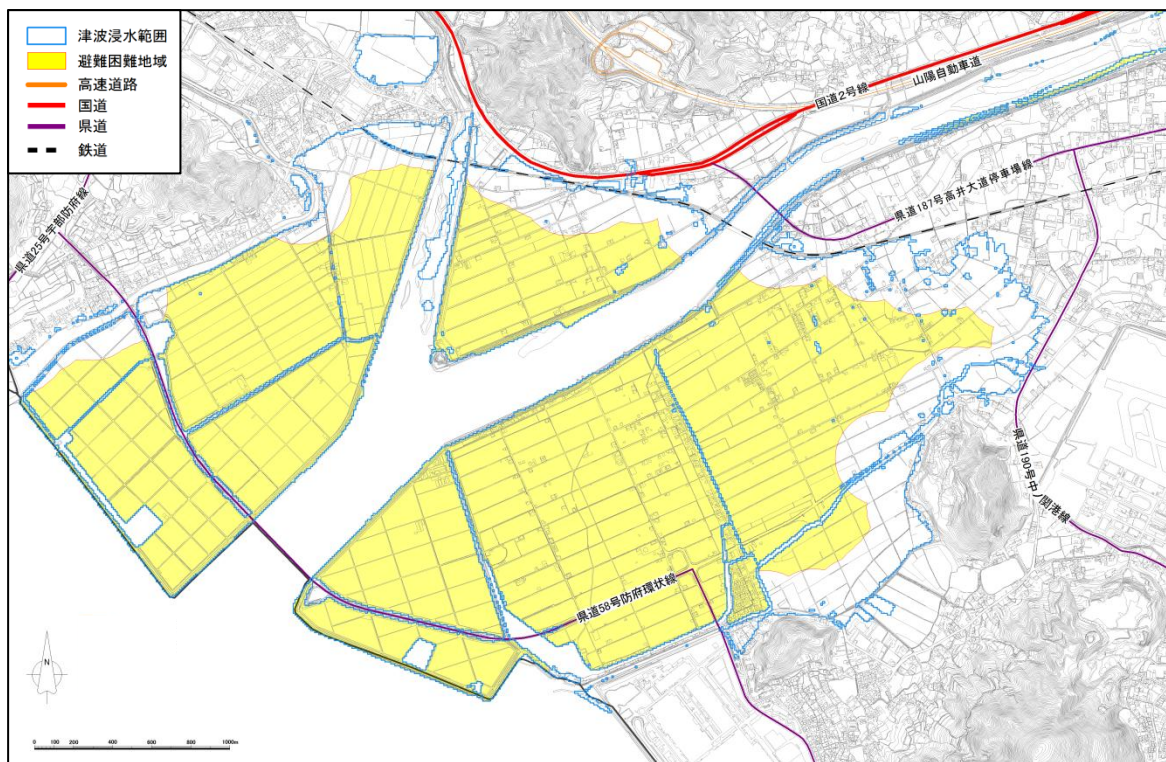 津波浸水範囲
避難困難地域
高速道路
国道
県道
鉄道
国道2号線
山陽自動車道
県道187号高井大道停車場線
県道25号宇部防府線
県道190号中ノ関港線
県道58号防府環状線
N
0 200 400 600 800 1000m